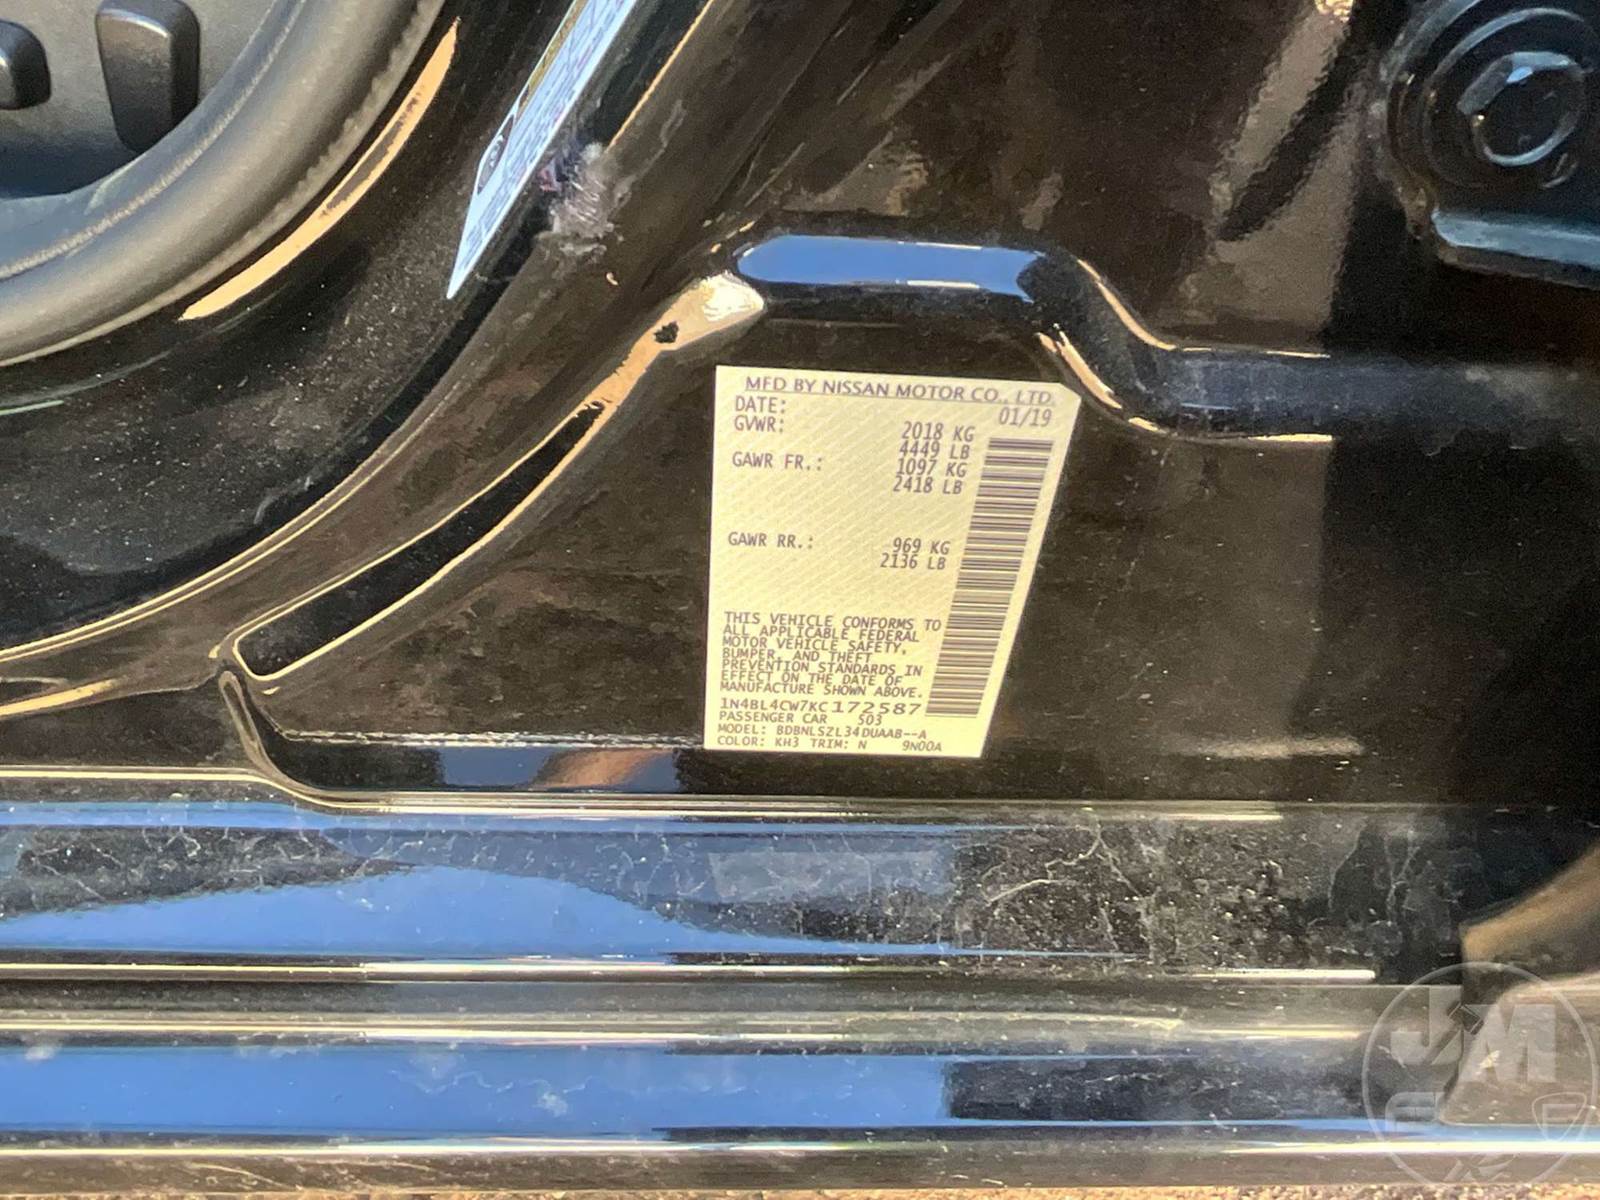 MFD BY NISSAN MOTOR CO., LTD.
DATE: 01/19
GVWR: 2018 KG
4449 LB
GAWR FR.: 1097 KG
2418 LB
GAWR RR.: 969 KG
2136 LB
THIS VEHICLE CONFORMS TO
ALL APPLICABLE FEDERAL
MOTOR VEHICLE SAFETY,
BUMPER, AND THEFT
PREVENTION STANDARDS IN
EFFECT ON THE DATE OF
MANUFACTURE SHOWN ABOVE.
1N4BL4CW7KC172587
PASSENGER CAR 503
MODEL: BDBNLSZL34DUAAB--A
COLOR: KH3 TRIM: N 9N00A
JM